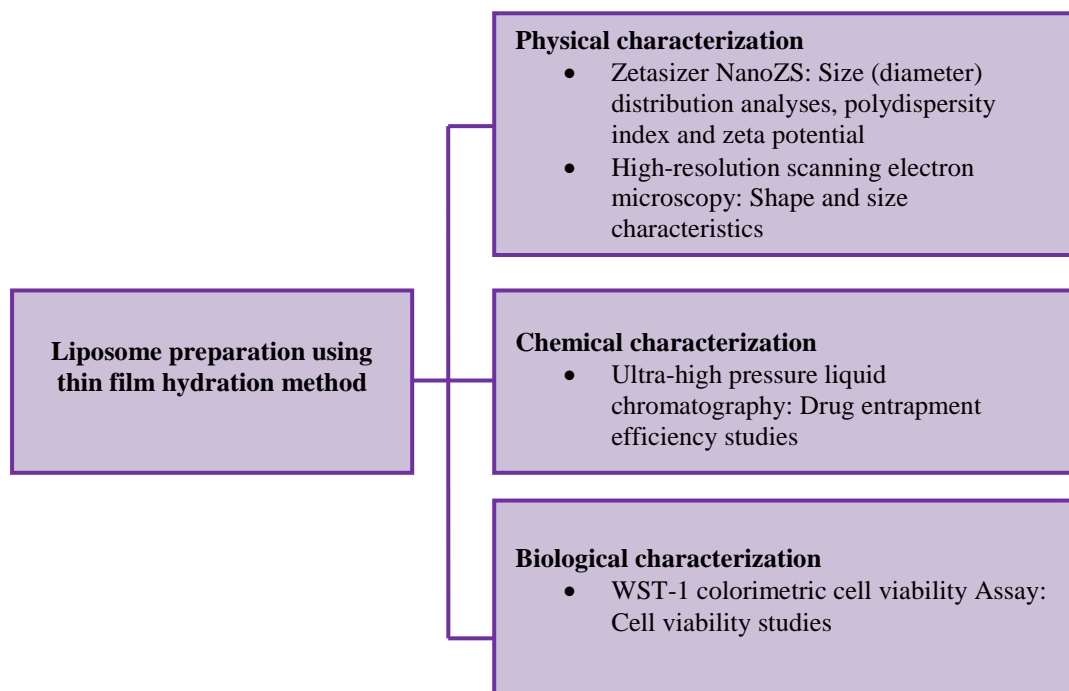 Physical characterization
• Zetasizer NanoZS: Size (diameter)
distribution analyses, polydispersity
index and zeta potential
• High-resolution scanning electron
microscopy: Shape and size
characteristics
Liposome preparation using
thin film hydration method
Chemical characterization
• Ultra-high pressure liquid
chromatography: Drug entrapment
efficiency studies
Biological characterization
• WST-1 colorimetric cell viability Assay:
Cell viability studies